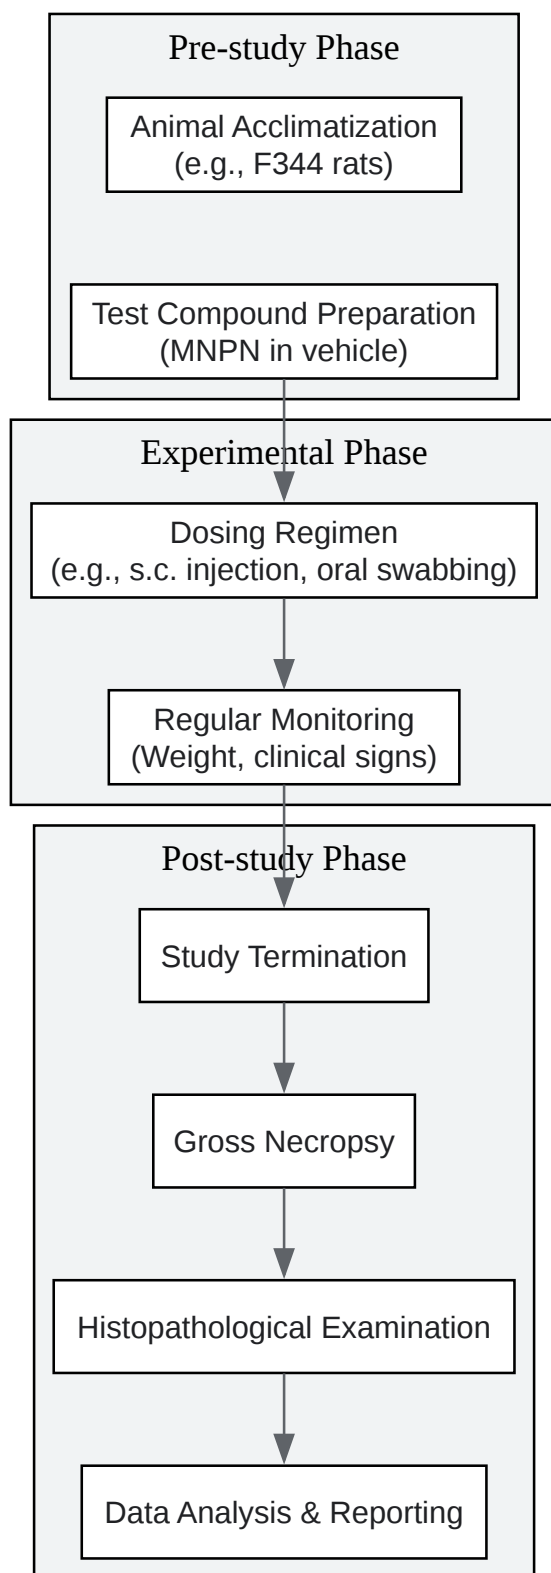 Pre-study Phase
Animal Acclimatization
(e.g., F344 rats)
Test Compound Preparation
(MNPN in vehicle)
Experimental Phase
Dosing Regimen
(e.g., s.c. injection, oral swabbing)
Regular Monitoring
(Weight, clinical signs)
Post-study Phase
Study Termination
Gross Necropsy
Histopathological Examination
Data Analysis & Reporting